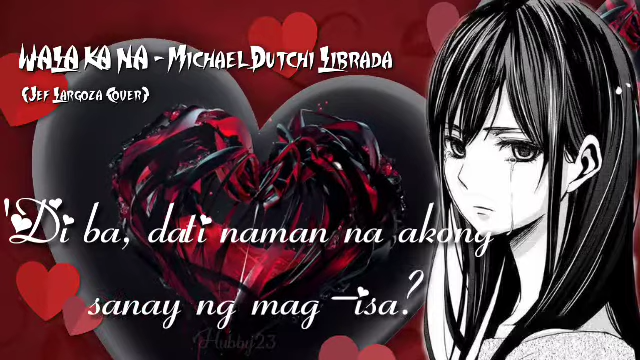 WALA KA NA - MICHAEL DUTCHI LIBRADA
(JEF LARGOZA COVER)
'Di ba, dati naman na akong
sanay ng mag-isa?
Hubby23